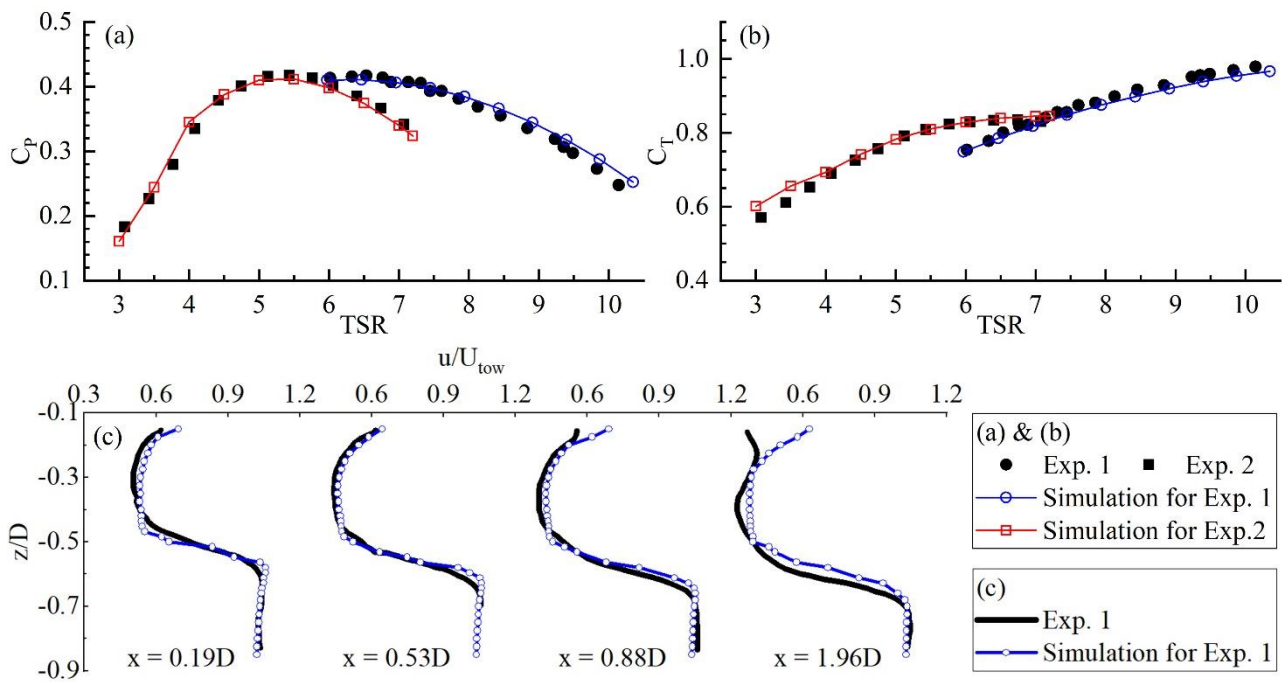 (a)
0.5
0.4
0.3
0.2
0.1
C_P
3 4 5 6 7 8 9 10
TSR
(b)
1.0
0.8
0.6
0.4
C_T
3 4 5 6 7 8 9 10
TSR
u/U_tow
0.3 0.6 0.9 1.2 0.6 0.9 1.2 0.6 0.9 1.2 0.6 0.9 1.2
-0.1
-0.3
-0.5
-0.7
-0.9
z/D
(c)
x = 0.19D x = 0.53D x = 0.88D x = 1.96D
(a) & (b)
Exp. 1 Exp. 2
Simulation for Exp. 1
Simulation for Exp.2
(c)
Exp. 1
Simulation for Exp. 1